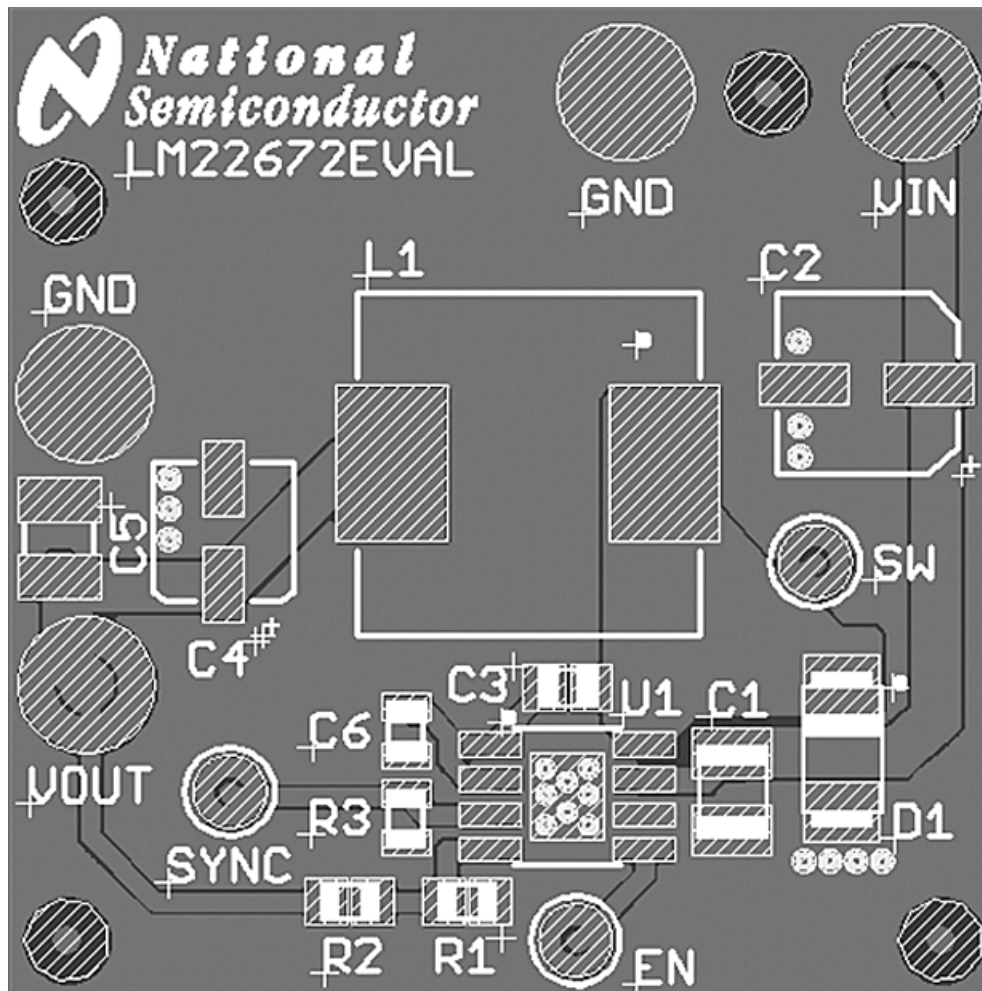 National
Semiconductor
LM22672EVAL
GND
VIN
L1
C2
GND
C5
SW
C4
C3
U1
C1
C6
VOUT
R3
D1
SYNC
R2
R1
EN